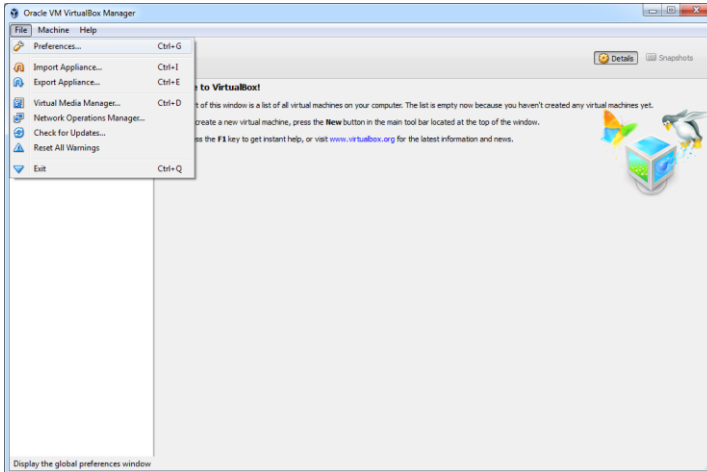 Oracle VM VirtualBox Manager
File Machine Help
Preferences... Ctrl+G
Import Appliance... Ctrl+I
Export Appliance... Ctrl+E
Virtual Media Manager... Ctrl+D
Network Operations Manager...
Check for Updates...
Reset All Warnings
Exit Ctrl+Q
Details Snapshots
e to VirtualBox!
rt of this window is a list of all virtual machines on your computer. The list is empty now because you haven't created any virtual machines yet.
create a new virtual machine, press the New button in the main tool bar located at the top of the window.
ss the F1 key to get instant help, or visit www.virtualbox.org for the latest information and news.
Display the global preferences window